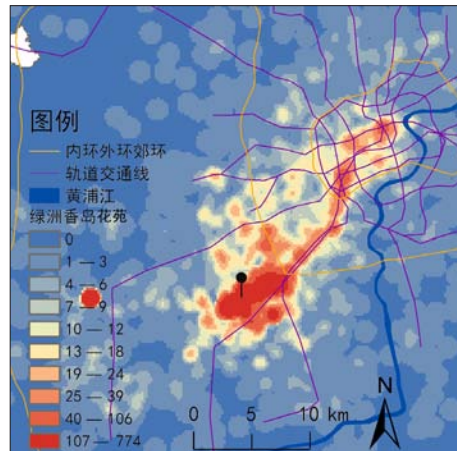 图例
内环外环郊环
轨道交通线
黄浦江
绿洲香岛花苑
0
1 — 3
4 — 6
7 — 9
10 — 12
13 — 18
19 — 24
25 — 39
40 — 106
107 — 774
N
0 5 10 km